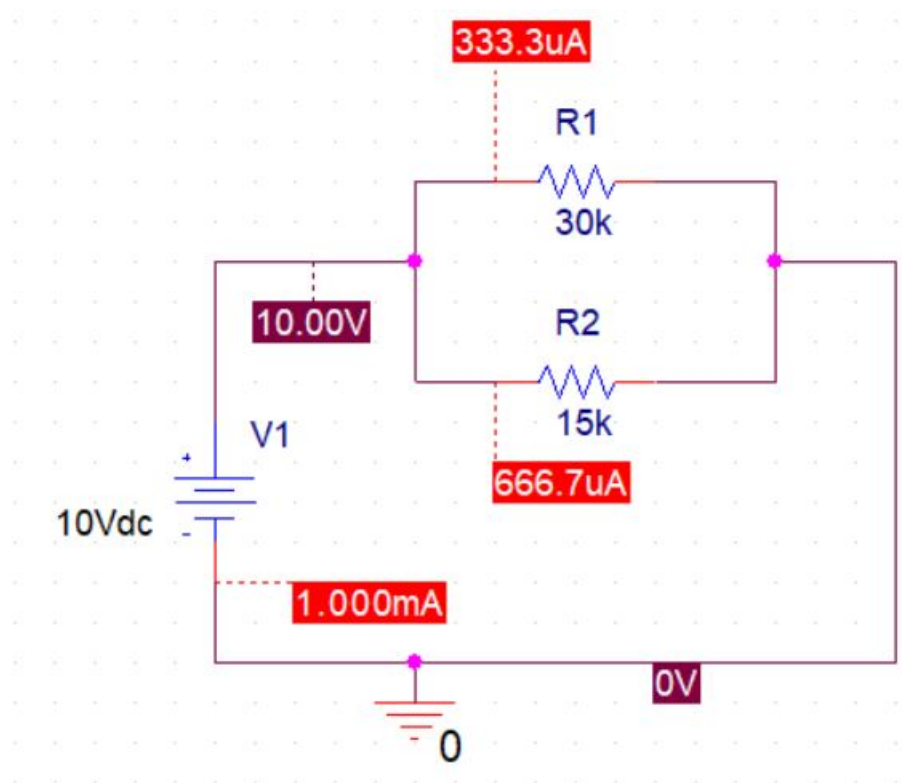 333.3uA
R1
30k
10.00V
R2
15k
V1
666.7uA
+
10Vdc
-
1.000mA
0V
0